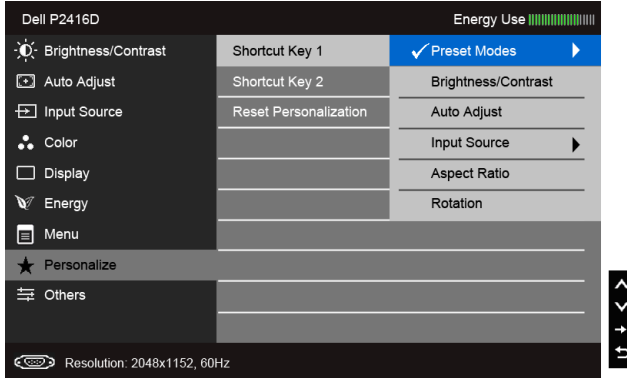 Dell P2416D
Energy Use
Brightness/Contrast
Auto Adjust
Input Source
Color
Display
Energy
Menu
Personalize
Others
Shortcut Key 1
Shortcut Key 2
Reset Personalization
Preset Modes
Brightness/Contrast
Auto Adjust
Input Source
Aspect Ratio
Rotation
Resolution: 2048x1152, 60Hz